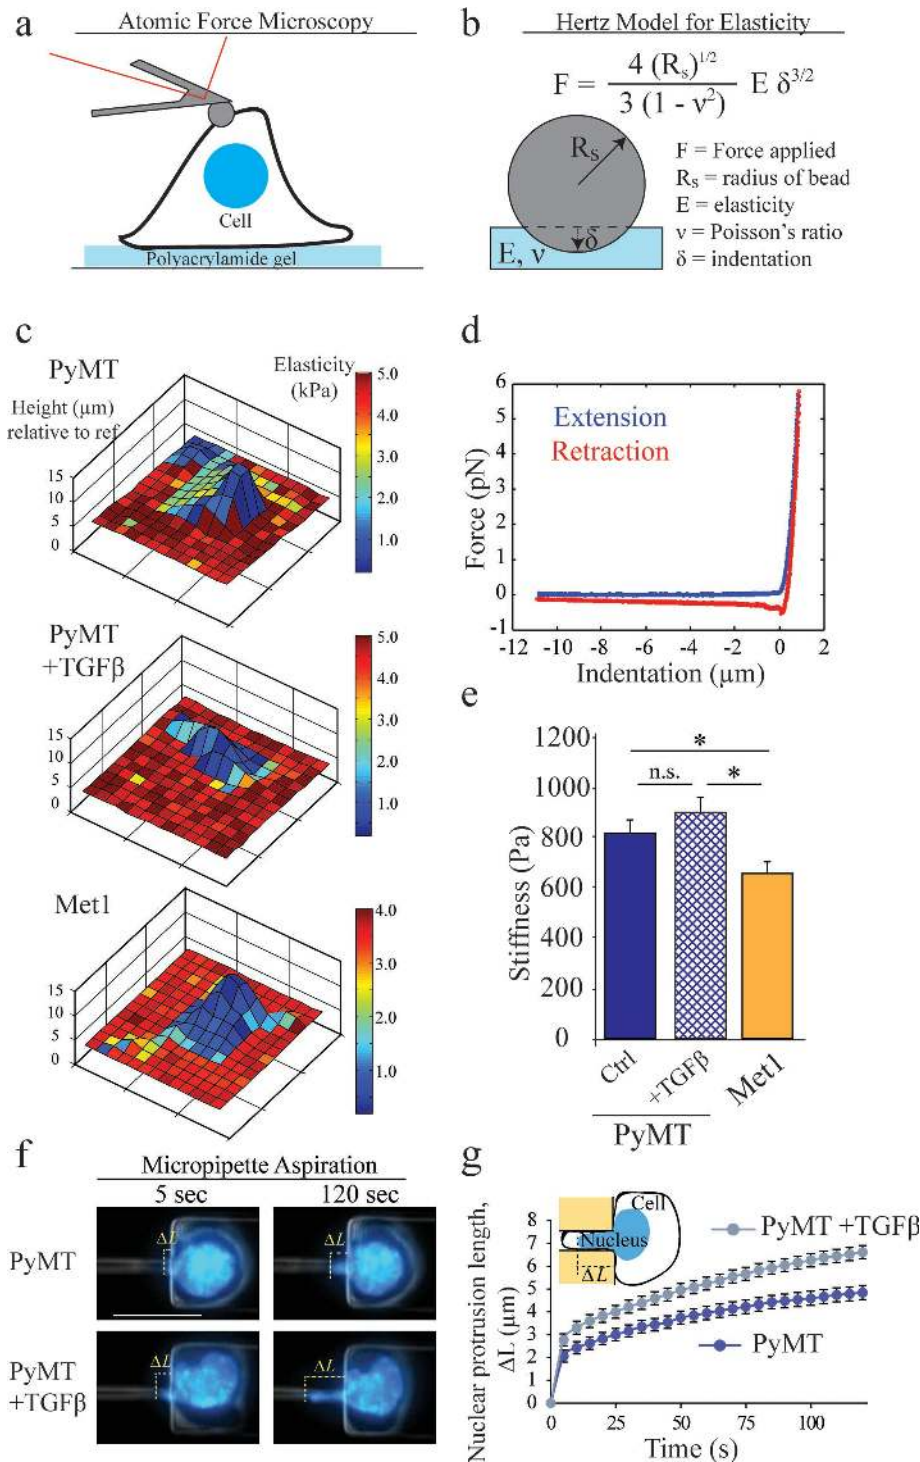 a
Atomic Force Microscopy
Cell
Polyacrylamide gel
b
Hertz Model for Elasticity
F = 4 (Rs)^1/2 / 3 (1 - ν²) E δ^3/2
Rs
δ
E, ν
F = Force applied
Rs = radius of bead
E = elasticity
ν = Poisson's ratio
δ = indentation
c
PyMT
Height (µm)
relative to ref
15
10
5
0
Elasticity
(kPa)
5.0
4.0
3.0
2.0
1.0
PyMT
+TGFβ
15
10
5
0
5.0
4.0
3.0
2.0
1.0
Met1
15
10
5
0
4.0
3.0
2.0
1.0
d
Extension
Retraction
Force (pN)
6
5
4
3
2
1
0
-1
-12 -10 -8 -6 -4 -2 0 2
Indentation (µm)
e
Stiffness (Pa)
1200
1000
800
600
400
200
0
*
n.s. *
Ctrl
+TGFβ
Met1
PyMT
f
Micropipette Aspiration
5 sec 120 sec
PyMT
ΔL ΔL
PyMT
+TGFβ
ΔL ΔL
g
Nuclear protrusion length,
ΔL (µm)
8
7
6
5
4
3
2
1
0
Cell
Nucleus
ΔL
PyMT +TGFβ
PyMT
0 25 50 75 100
Time (s)